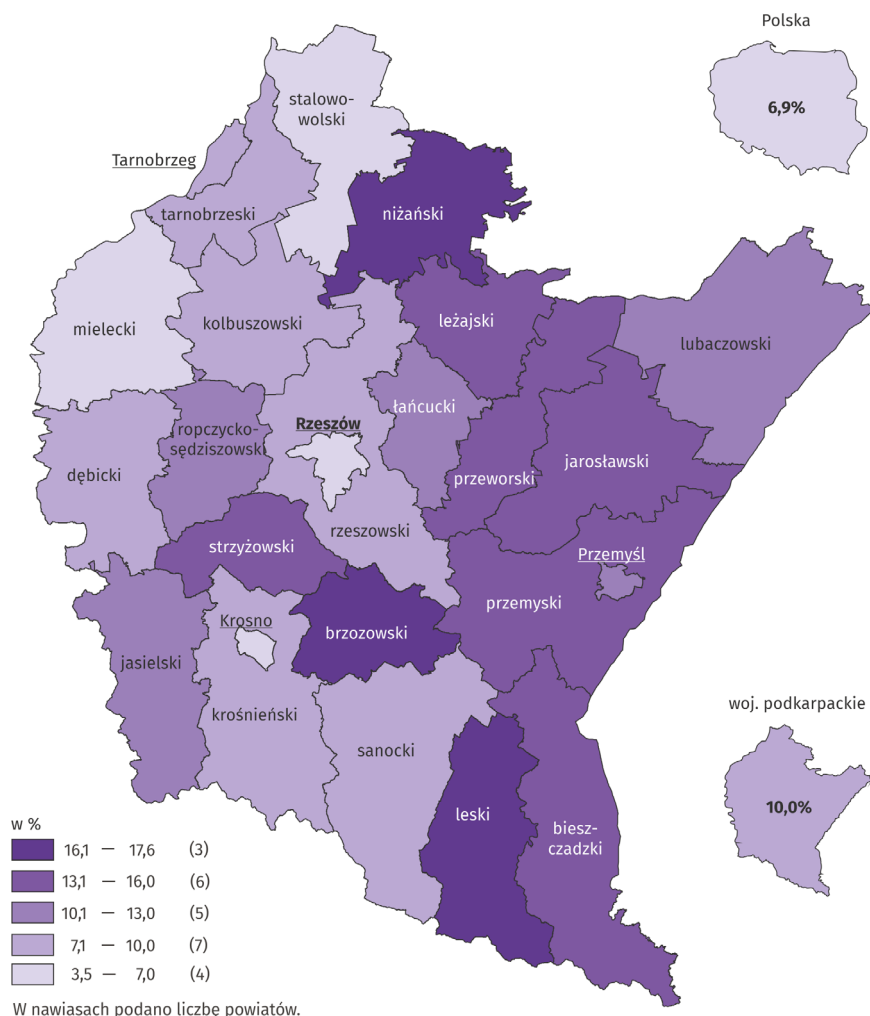 Polska
6,9%
stalowo-
wolski
Tarnobrzeg
tarnobrzeski
niżański
mielecki
kolbuszowski
leżajski
lubaczowski
łańcucki
Rzeszów
ropczycko-
sędziszowski
dębicki
przeworski
jarosławski
rzeszowski
strzyżowski
Przemyśl
przemyski
Krosno
brzozowski
jasielski
krośnieński
sanocki
leski
biesz-
czadzki
woj. podkarpackie
10,0%
w %
16,1 — 17,6 (3)
13,1 — 16,0 (6)
10,1 — 13,0 (5)
7,1 — 10,0 (7)
3,5 — 7,0 (4)
W nawiasach podano liczbę powiatów.